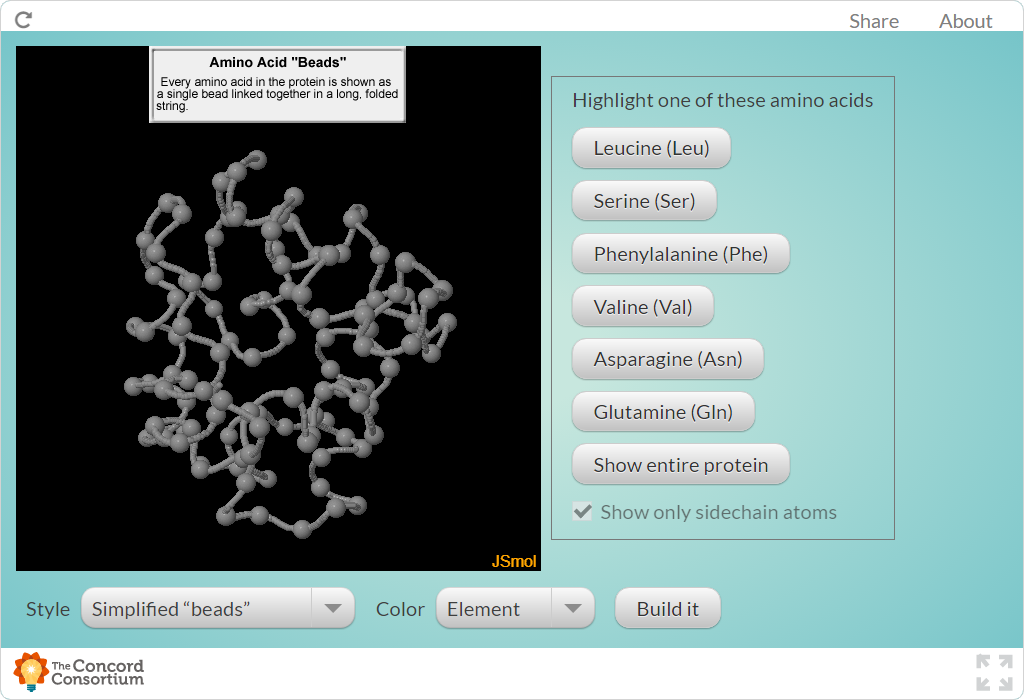 Share
About
Amino Acid "Beads"
Every amino acid in the protein is shown as
a single bead linked together in a long, folded
string.
JSmol
Highlight one of these amino acids
Leucine (Leu)
Serine (Ser)
Phenylalanine (Phe)
Valine (Val)
Asparagine (Asn)
Glutamine (Gln)
Show entire protein
Show only sidechain atoms
Style
Simplified “beads”
Color
Element
Build it
The Concord
Consortium